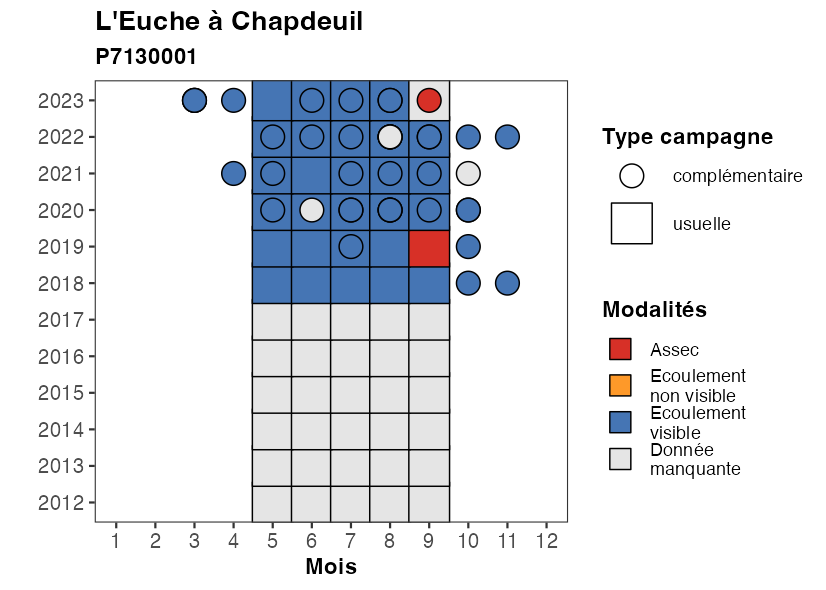 L'Euche à Chapdeuil
P7130001
2023
2022
2021
2020
2019
2018
2017
2016
2015
2014
2013
2012
1 2 3 4 5 6 7 8 9 10 11 12
Mois
Type campagne
complémentaire
usuelle
Modalités
Assec
Ecoulement
non visible
Ecoulement
visible
Donnée
manquante